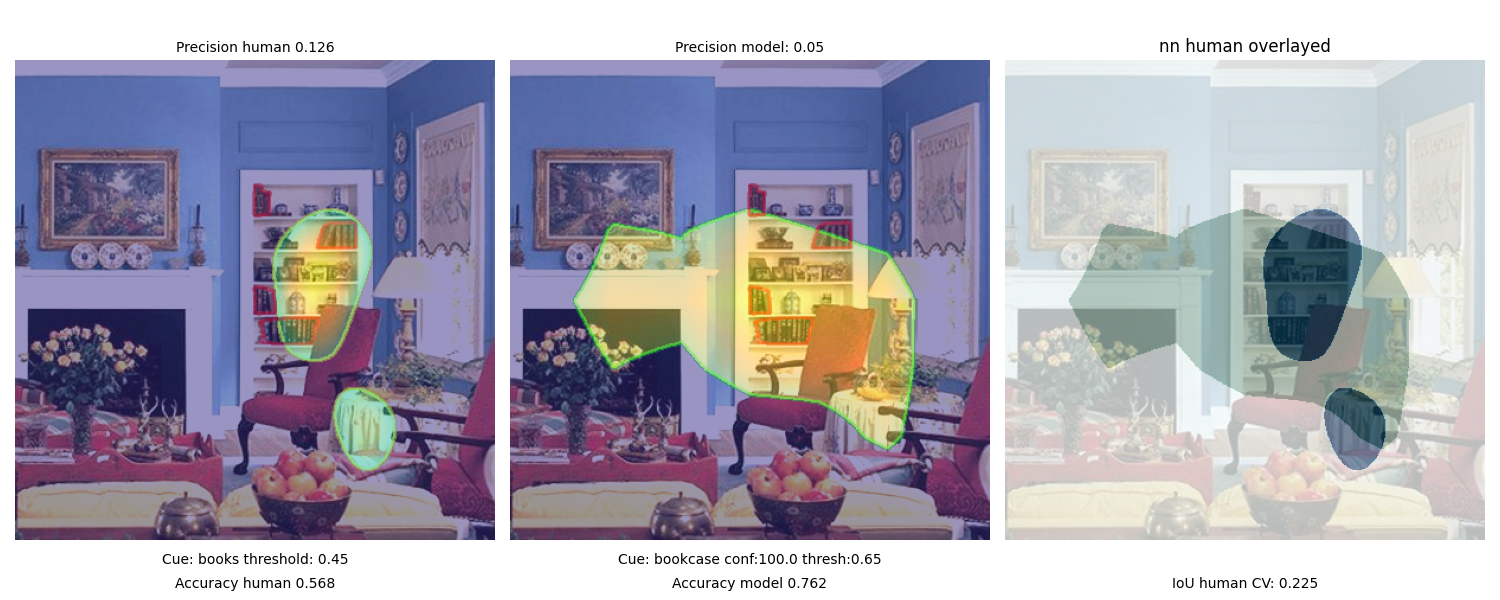 Precision human 0.126
Precision model: 0.05
nn human overlayed
Cue: books threshold: 0.45
Cue: bookcase conf:100.0 thresh:0.65
Accuracy human 0.568
Accuracy model 0.762
IoU human CV: 0.225